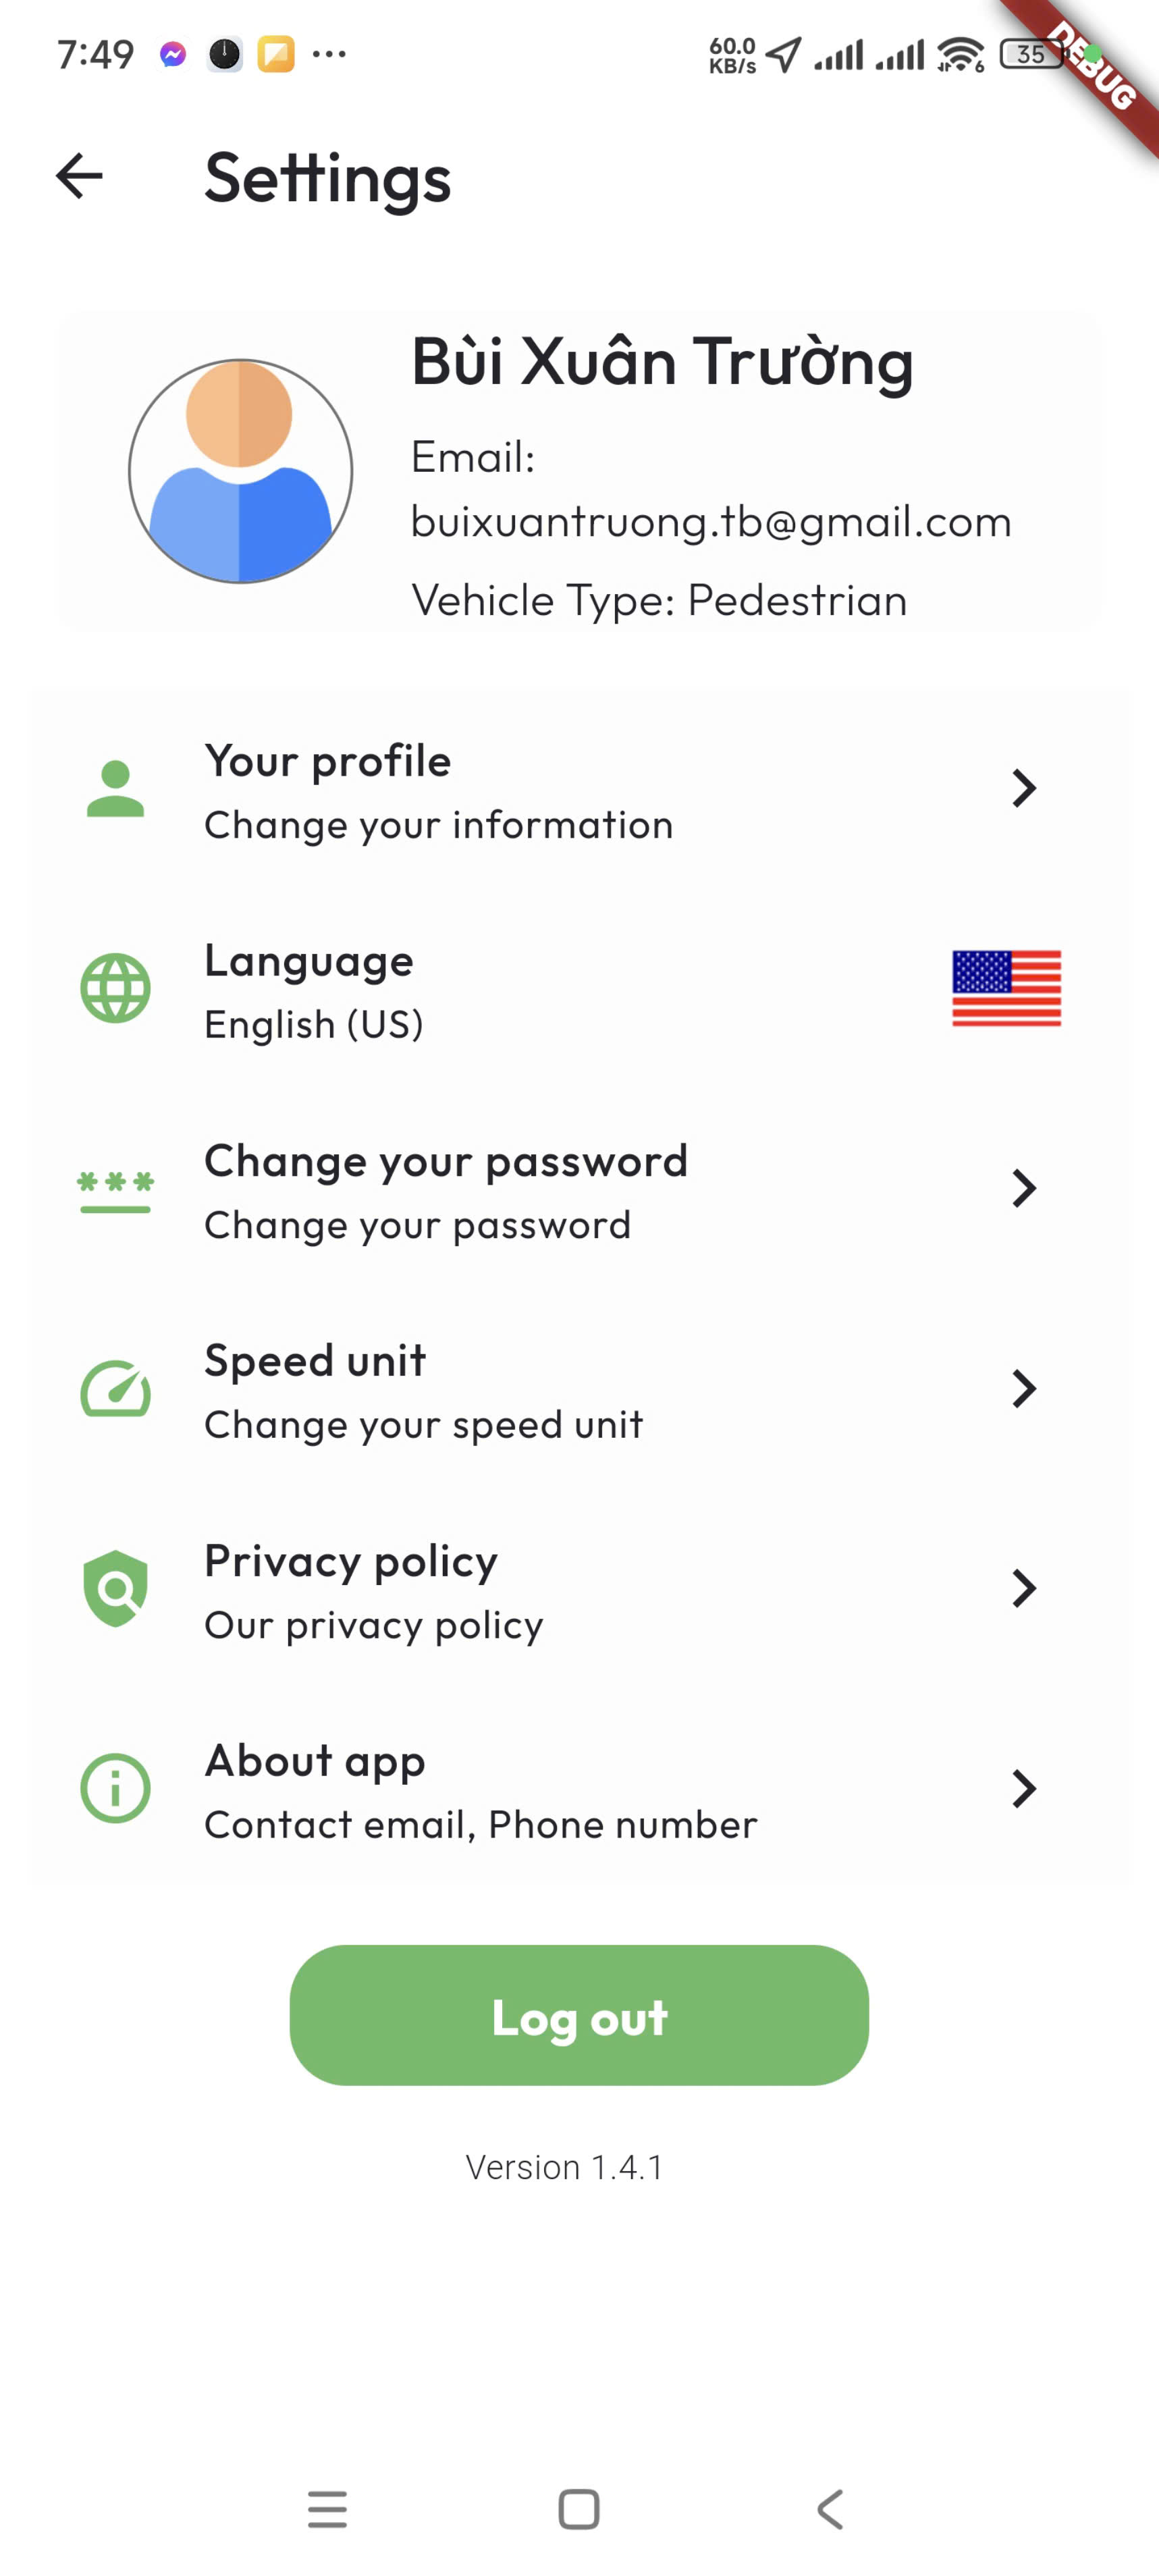 7:49
60.0
KB/s
6
35
DEBUG
Settings
Bùi Xuân Trường
Email:
buixuantruong.tb@gmail.com
Vehicle Type: Pedestrian
Your profile
Change your information
Language
English (US)
***
Change your password
Change your password
Speed unit
Change your speed unit
Privacy policy
Our privacy policy
About app
Contact email, Phone number
Log out
Version 1.4.1